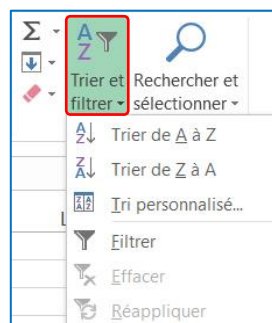 Trier et Rechercher et
filtrer sélectionner
Trier de A à Z
Trier de Z à A
Tri personnalisé...
Filtrer
Effacer
Réappliquer
L